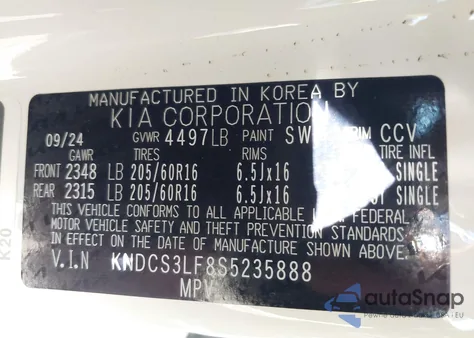 MANUFACTURED IN KOREA BY
KIA CORPORATION
09/24 GVWR 4497LB PAINT SW TRIM CCV
GAWR TIRES RIMS TIRE INFL
FRONT 2348 LB 205/60R16 6.5Jx16 SINGLE
REAR 2315 LB 205/60R16 6.5Jx16 SINGLE
THIS VEHICLE CONFORMS TO ALL FEDERAL
MOTOR VEHICLE SAFETY AND THEFT PREVENTION
IN EFFECT ON THE DATE OF MANUFACTURE SHOWN ABOVE.
V.I.N KNDCS3LF8S5235888
MPV
K20
autoSnap